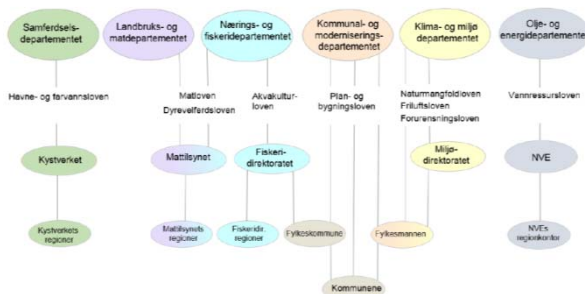 Samferdsels-
departementet
Landbruks- og
matdepartementet
Nærings- og
fiskeridepartementet
Kommunal- og
moderniserings-
departementet
Klima- og miljø
departementet
Olje- og
energidepartemente
Havne- og farvannsloven
Matloven
Dyrevelferdsloven
Akvakultur-
loven
Plan- og
bygningsloven
Naturmangfoldloven
Friluftsloven
Forurensningsloven
Vannressursloven
Kystverket
Mattilsynet
Fiskeri-
direktoratet
Miljø-
direktoratet
NVE
Kystverkets
regioner
Mattilsynets
regioner
Fiskeridir.
regioner
Fylkeskommune
Fylkesmannen
NVEs
regionkontor
Kommunene